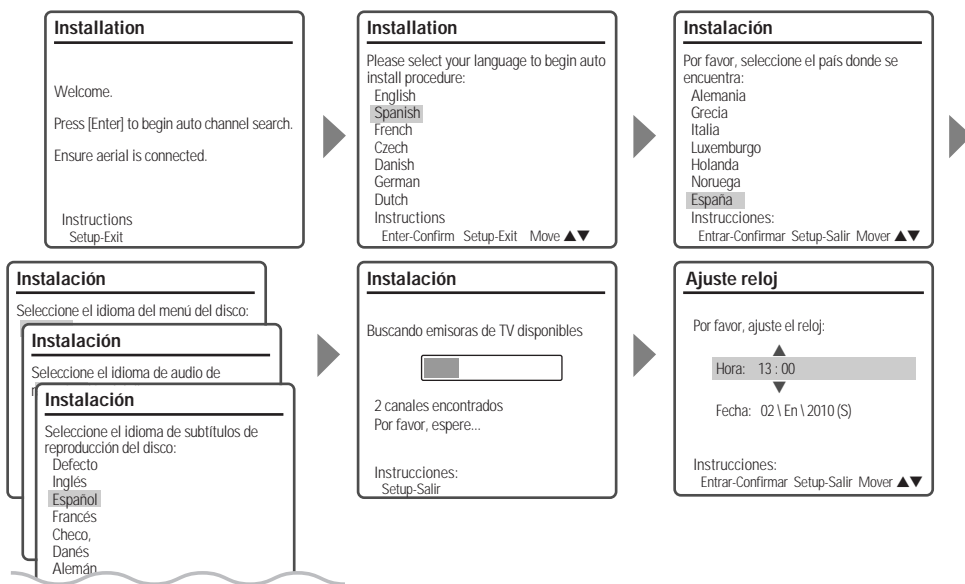 Installation
Welcome.
Press [Enter] to begin auto channel search.
Ensure aerial is connected.
Instructions
Setup-Exit
Installation
Please select your language to begin auto
install procedure:
English
Spanish
French
Czech
Danish
German
Dutch
Instructions
Enter-Confirm Setup-Exit Move ▲▼
Instalación
Por favor, seleccione el país donde se
encuentra:
Alemania
Grecia
Italia
Luxemburgo
Holanda
Noruega
España
Instrucciones:
Entrar-Confirmar Setup-Salir Mover ▲▼
Instalación
Seleccione el idioma del menú del disco:
Instalación
Seleccione el idioma de audio de
Instalación
Seleccione el idioma de subtítulos de
reproducción del disco:
Defecto
Inglés
Español
Francés
Checo,
Danés
Alemán
Instalación
Buscando emisoras de TV disponibles
2 canales encontrados
Por favor, espere...
Instrucciones:
Setup-Salir
Ajuste reloj
Por favor, ajuste el reloj:
Hora: 13 : 00
Fecha: 02 \ En \ 2010 (S)
Instrucciones:
Entrar-Confirmar Setup-Salir Mover ▲▼